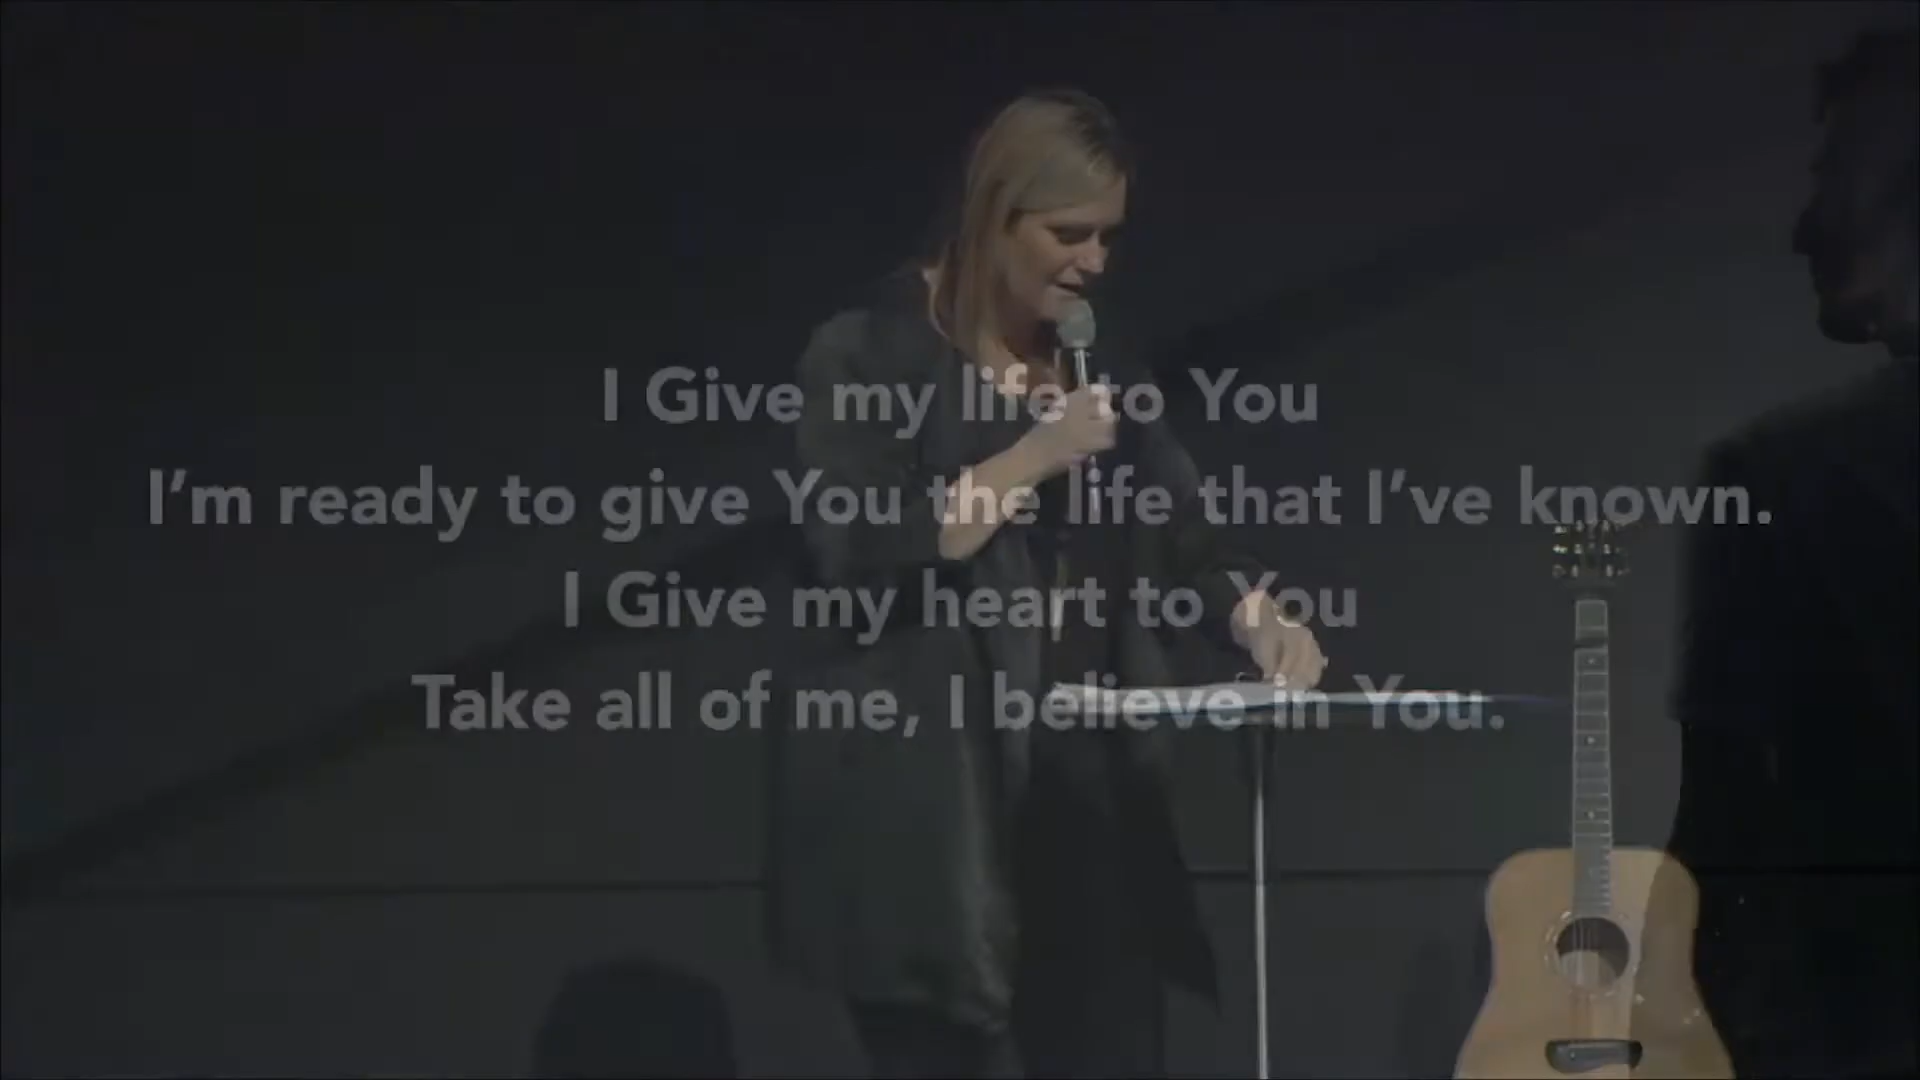 I Give my life to You
I’m ready to give You the life that I’ve known.
I Give my heart to You
Take all of me, I believe in You.